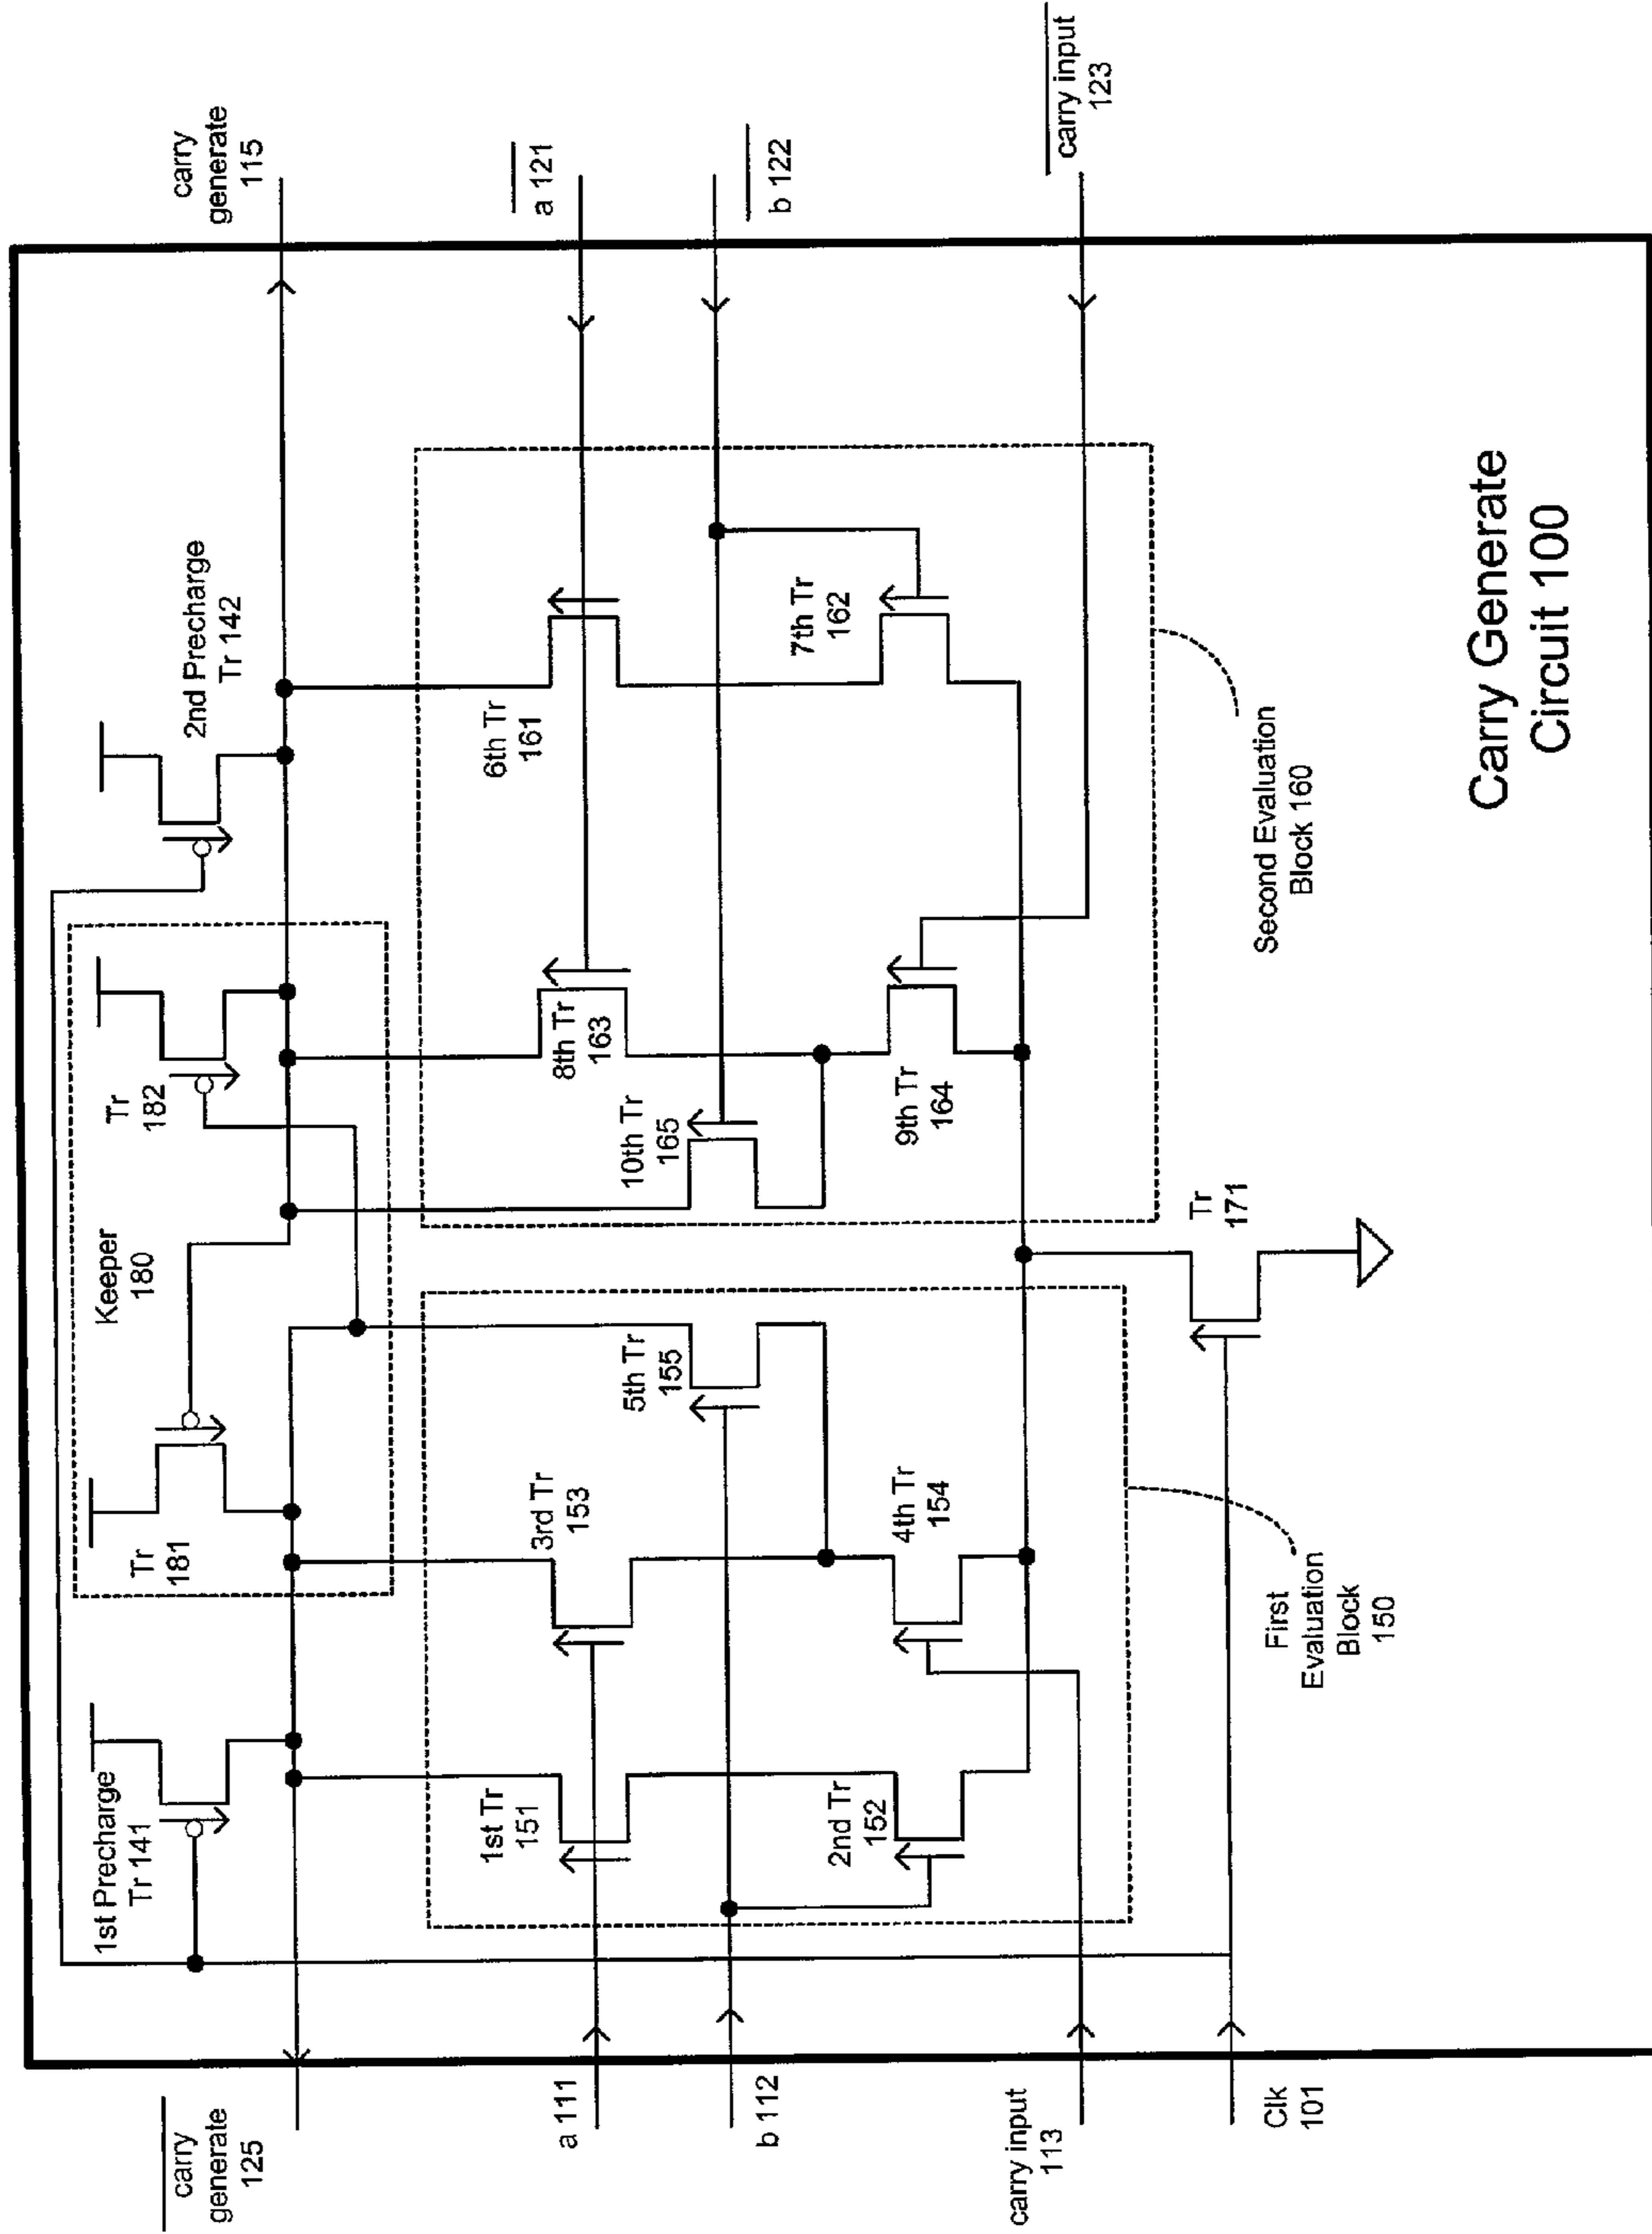 carry
generate
125
a 111
b 112
carry input
113
Clk
101
1st Precharge
Tr 141
Tr
181
Keeper
180
Tr
182
2nd Precharge
Tr 142
carry
generate
115
a 121
b 122
carry input
123
1st Tr
151
2nd Tr
152
3rd Tr
153
4th Tr
154
5th Tr
155
10th Tr
165
8th Tr
163
9th Tr
164
6th Tr
161
7th Tr
162
Tr
171
First
Evaluation
Block
150
Second Evaluation
Block 160
Carry Generate
Circuit 100